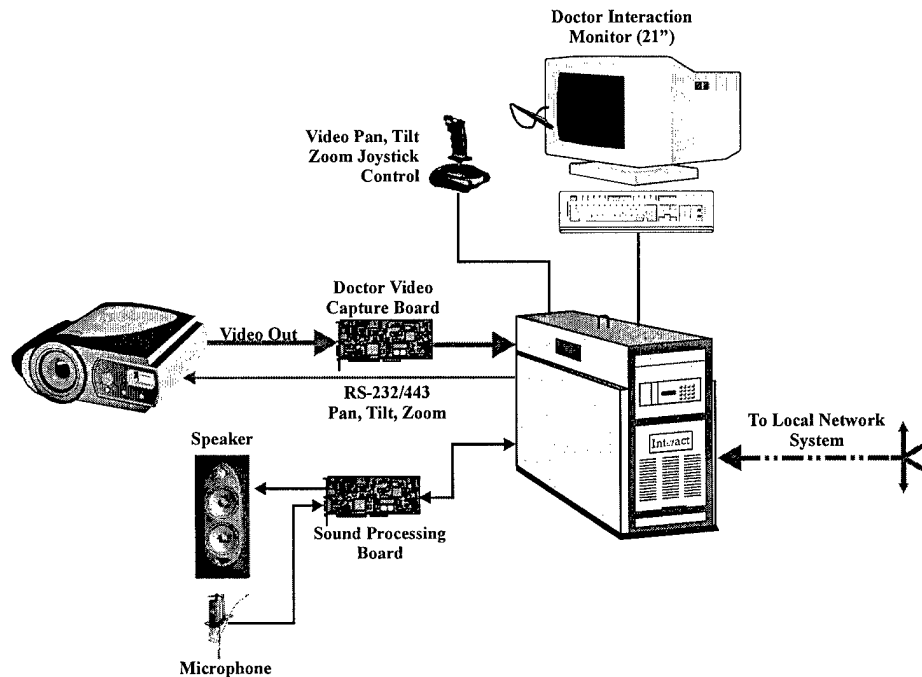 Doctor Interaction
Monitor (21”)
Video Pan, Tilt
Zoom Joystick
Control
Doctor Video
Capture Board
Video Out
RS-232/443
Pan, Tilt, Zoom
To Local Network
System
Interact
Speaker
Sound Processing
Board
Microphone